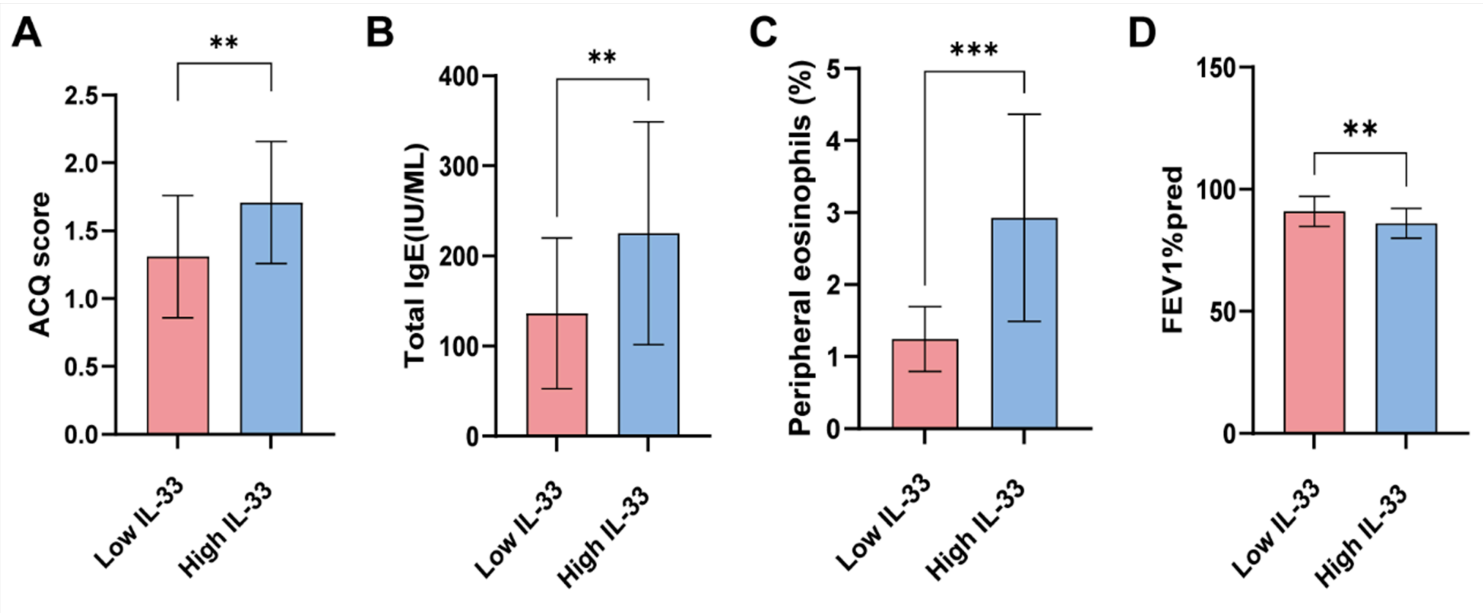 A
**
ACQ score
2.5
2.0
1.5
1.0
0.5
0.0
Low IL-33
High IL-33
B
**
Total IgE(IU/ML)
400
300
200
100
0
Low IL-33
High IL-33
C
***
Peripheral eosinophils (%)
5
4
3
2
1
0
Low IL-33
High IL-33
D
**
FEV1%pred
150
100
50
0
Low IL-33
High IL-33